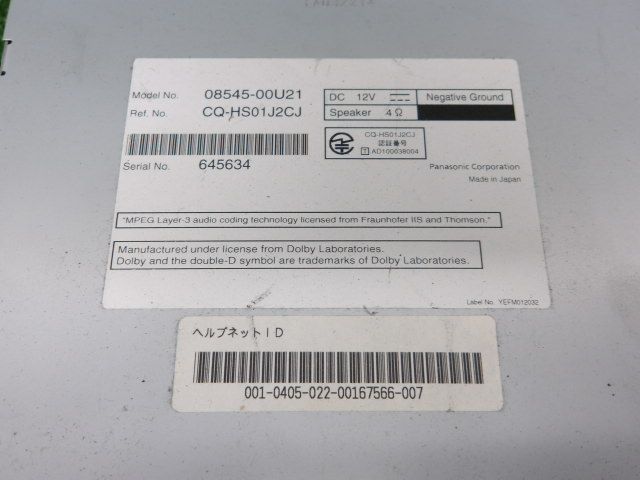 Model No. 08545-00U21
Ref. No. CQ-HS01J2CJ
DC 12V Negative Ground
Speaker 4Ω
CQ-HS01J2CJ
認証番号
T AD100638004
Serial No. 645634
Panasonic Corporation
Made in Japan
"MPEG Layer-3 audio coding technology licensed from Fraunhofer IIS and Thomson."
Manufactured under license from Dolby Laboratories.
Dolby and the double-D symbol are trademarks of Dolby Laboratories.
Label No. YEFM012032
ヘルプネットID
001-0405-022-00167566-007